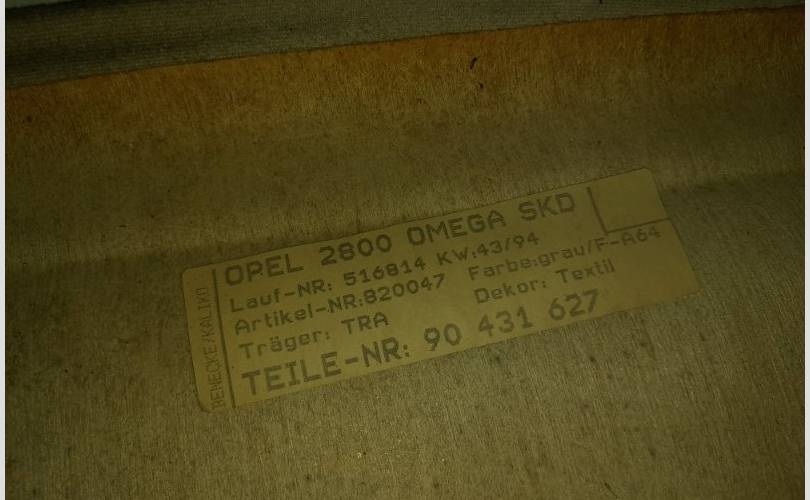 OPEL 2800 OMEGA SKD
Lauf-NR: 516814 KW:43/94
Artikel-NR:820047 Farbe:grau/F-A64
Träger: TRA Dekor: Textil
TEILE-NR: 90 431 627
BENECKE/KALIKO